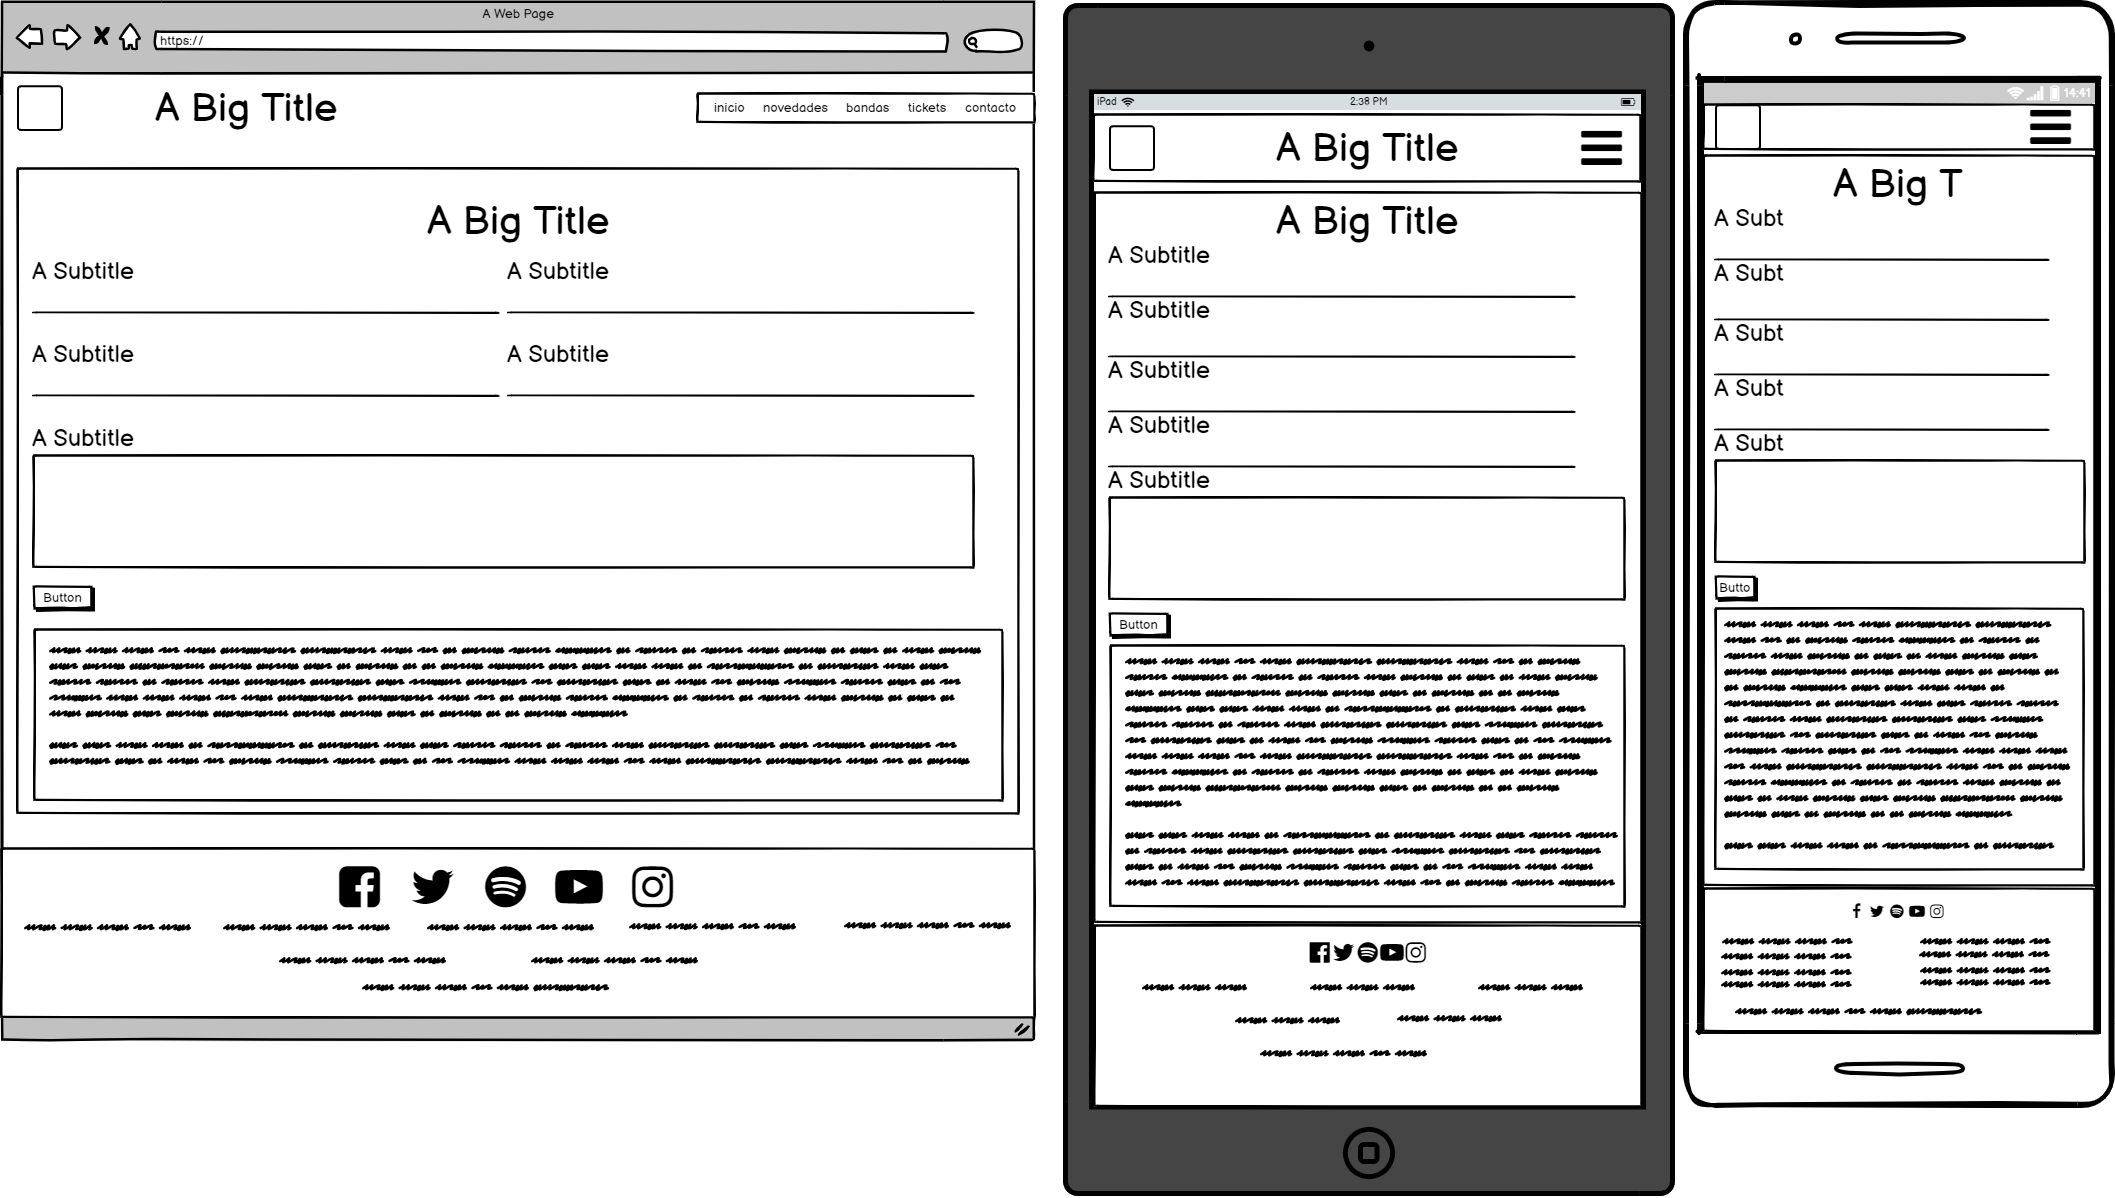 A Web Page
https://
A Big Title
inicio novedades bandas tickets contacto
A Big Title
A Subtitle A Subtitle
A Subtitle A Subtitle
A Subtitle
Button
iPad 2:38 PM
A Big Title
A Big Title
A Subtitle
A Subtitle
A Subtitle
A Subtitle
A Subtitle
Button
14:41
A Big T
A Subt
A Subt
A Subt
A Subt
A Subt
Butto